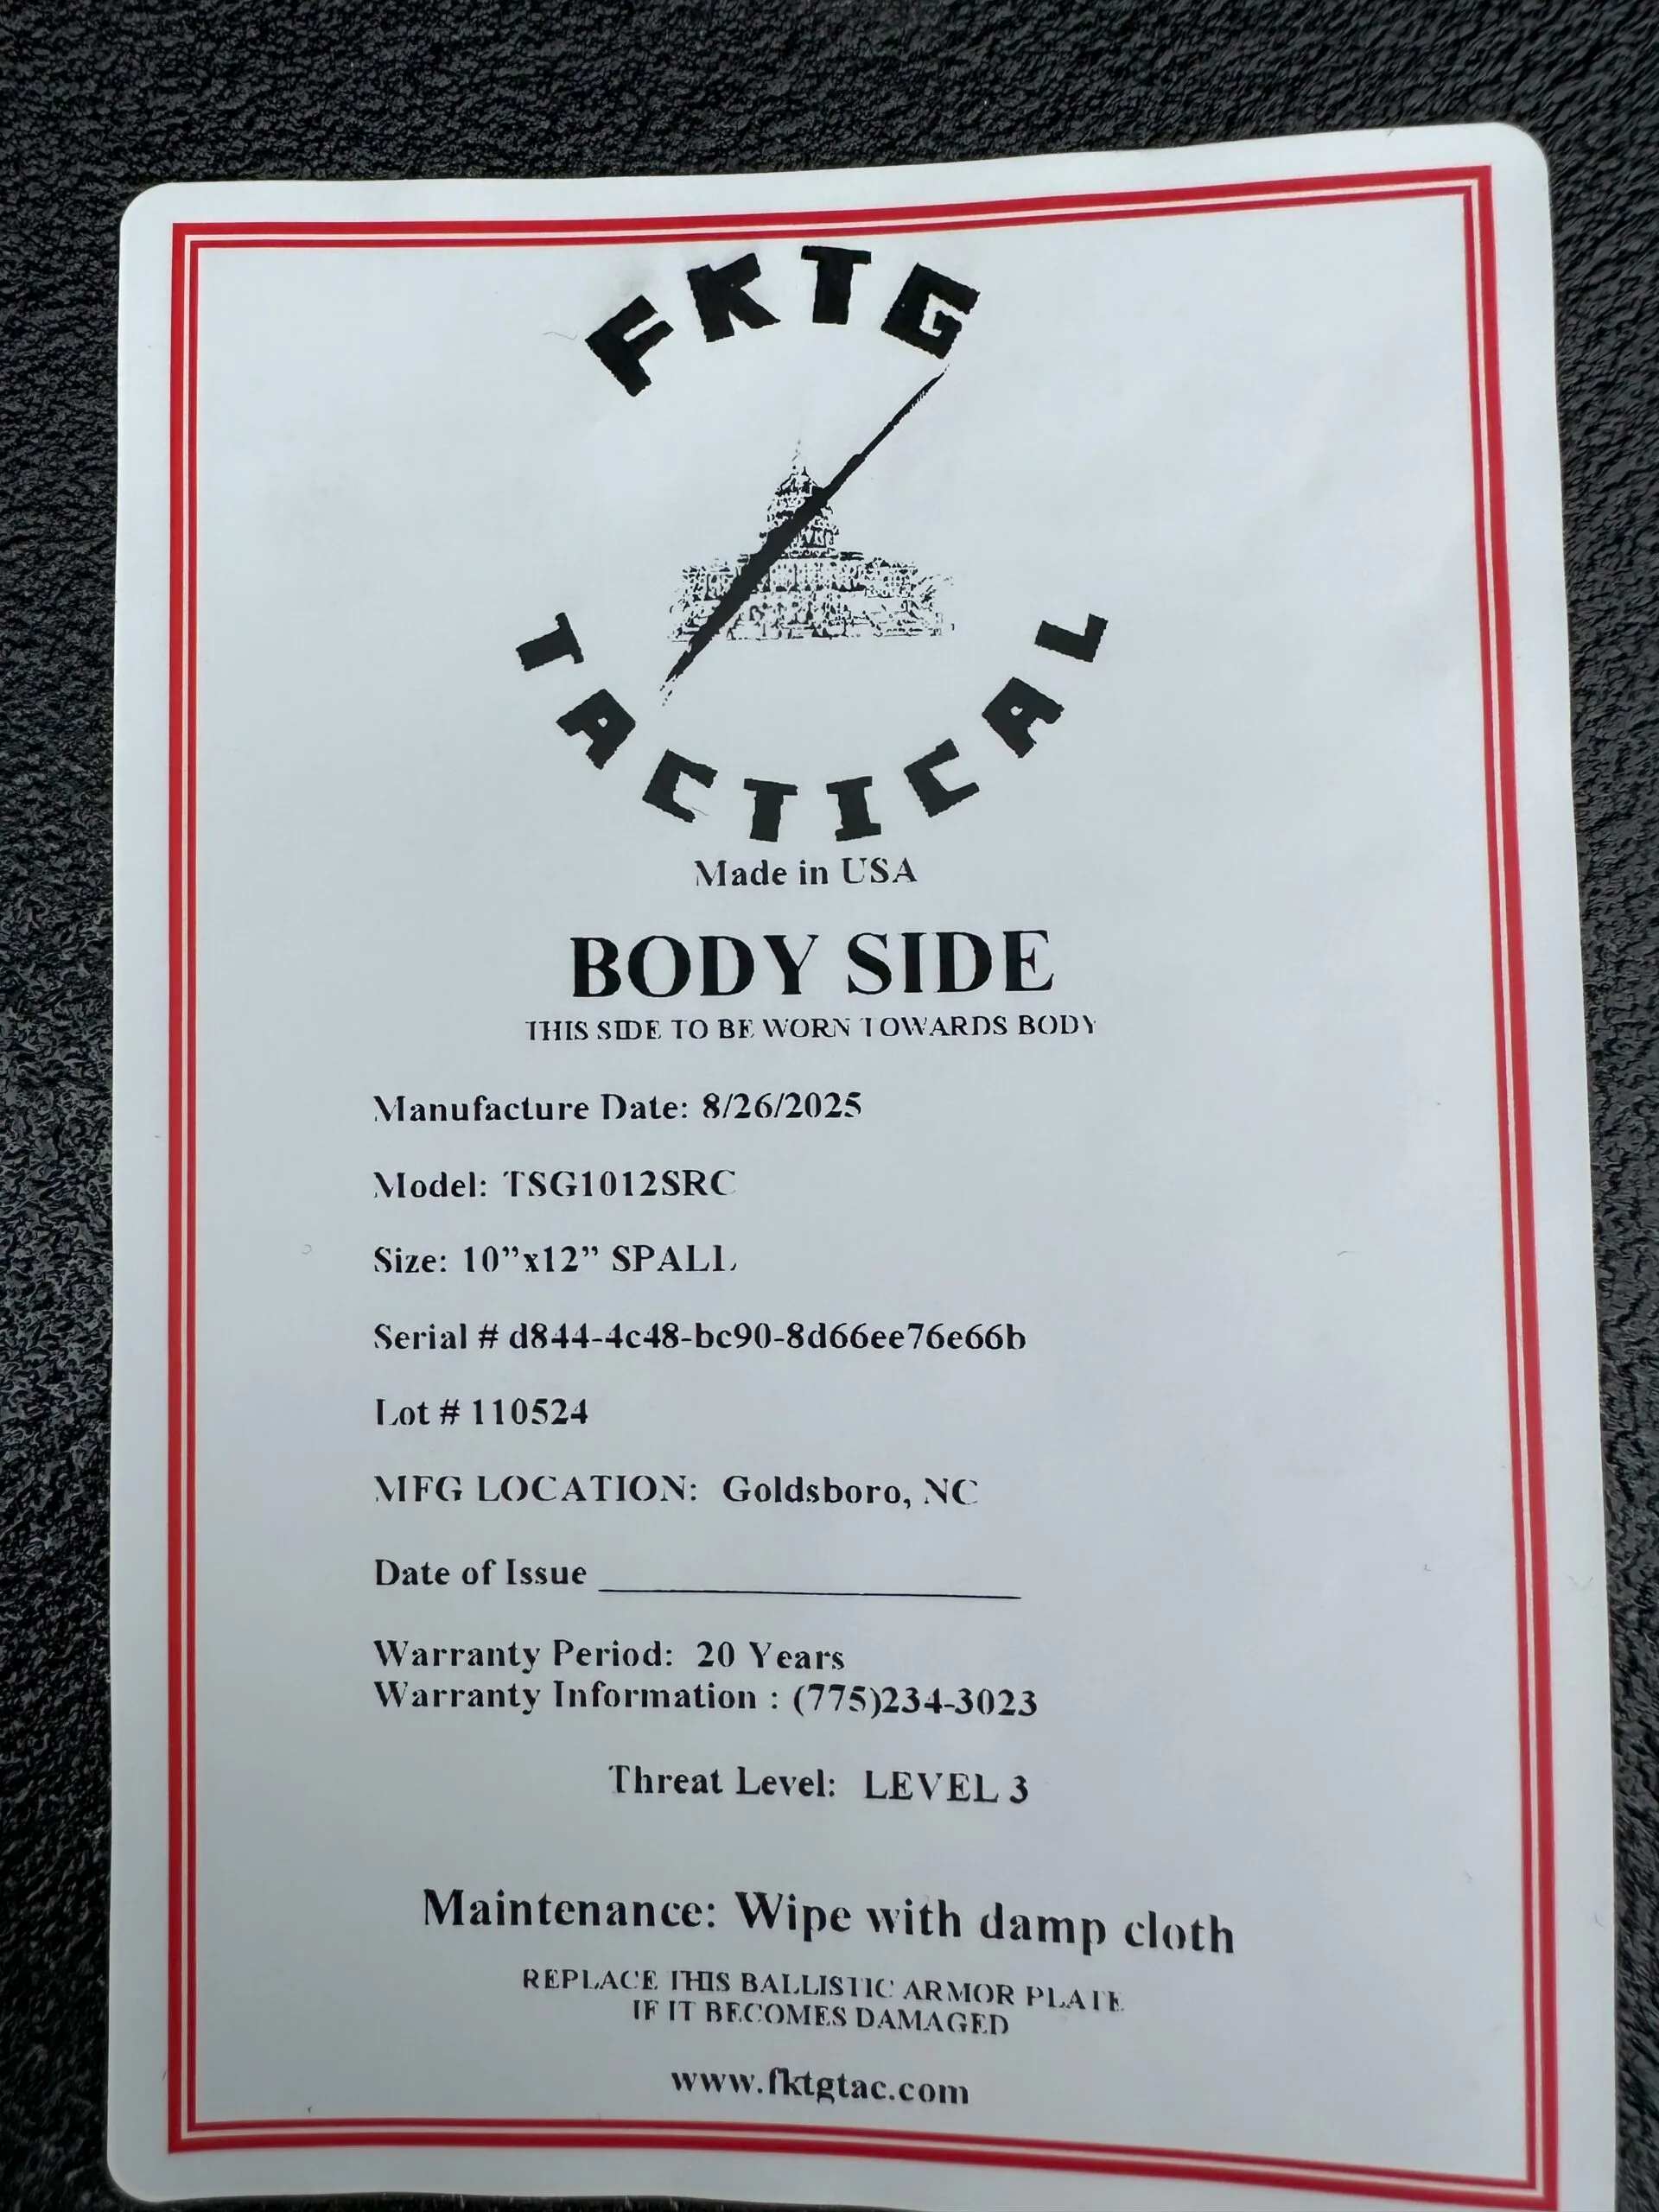 FKTG
TACTICAL
Made in USA
BODY SIDE
THIS SIDE TO BE WORN TOWARDS BODY
Manufacture Date: 8/26/2025
Model: TSG1012SRC
Size: 10”x12” SPALL
Serial # d844-4c48-bc90-8d66ee76e66b
Lot # 110524
MFG LOCATION: Goldsboro, NC
Date of Issue
Warranty Period: 20 Years
Warranty Information : (775)234-3023
Threat Level: LEVEL 3
Maintenance: Wipe with damp cloth
REPLACE THIS BALLISTIC ARMOR PLATE
IF IT BECOMES DAMAGED
www.fktgtac.com